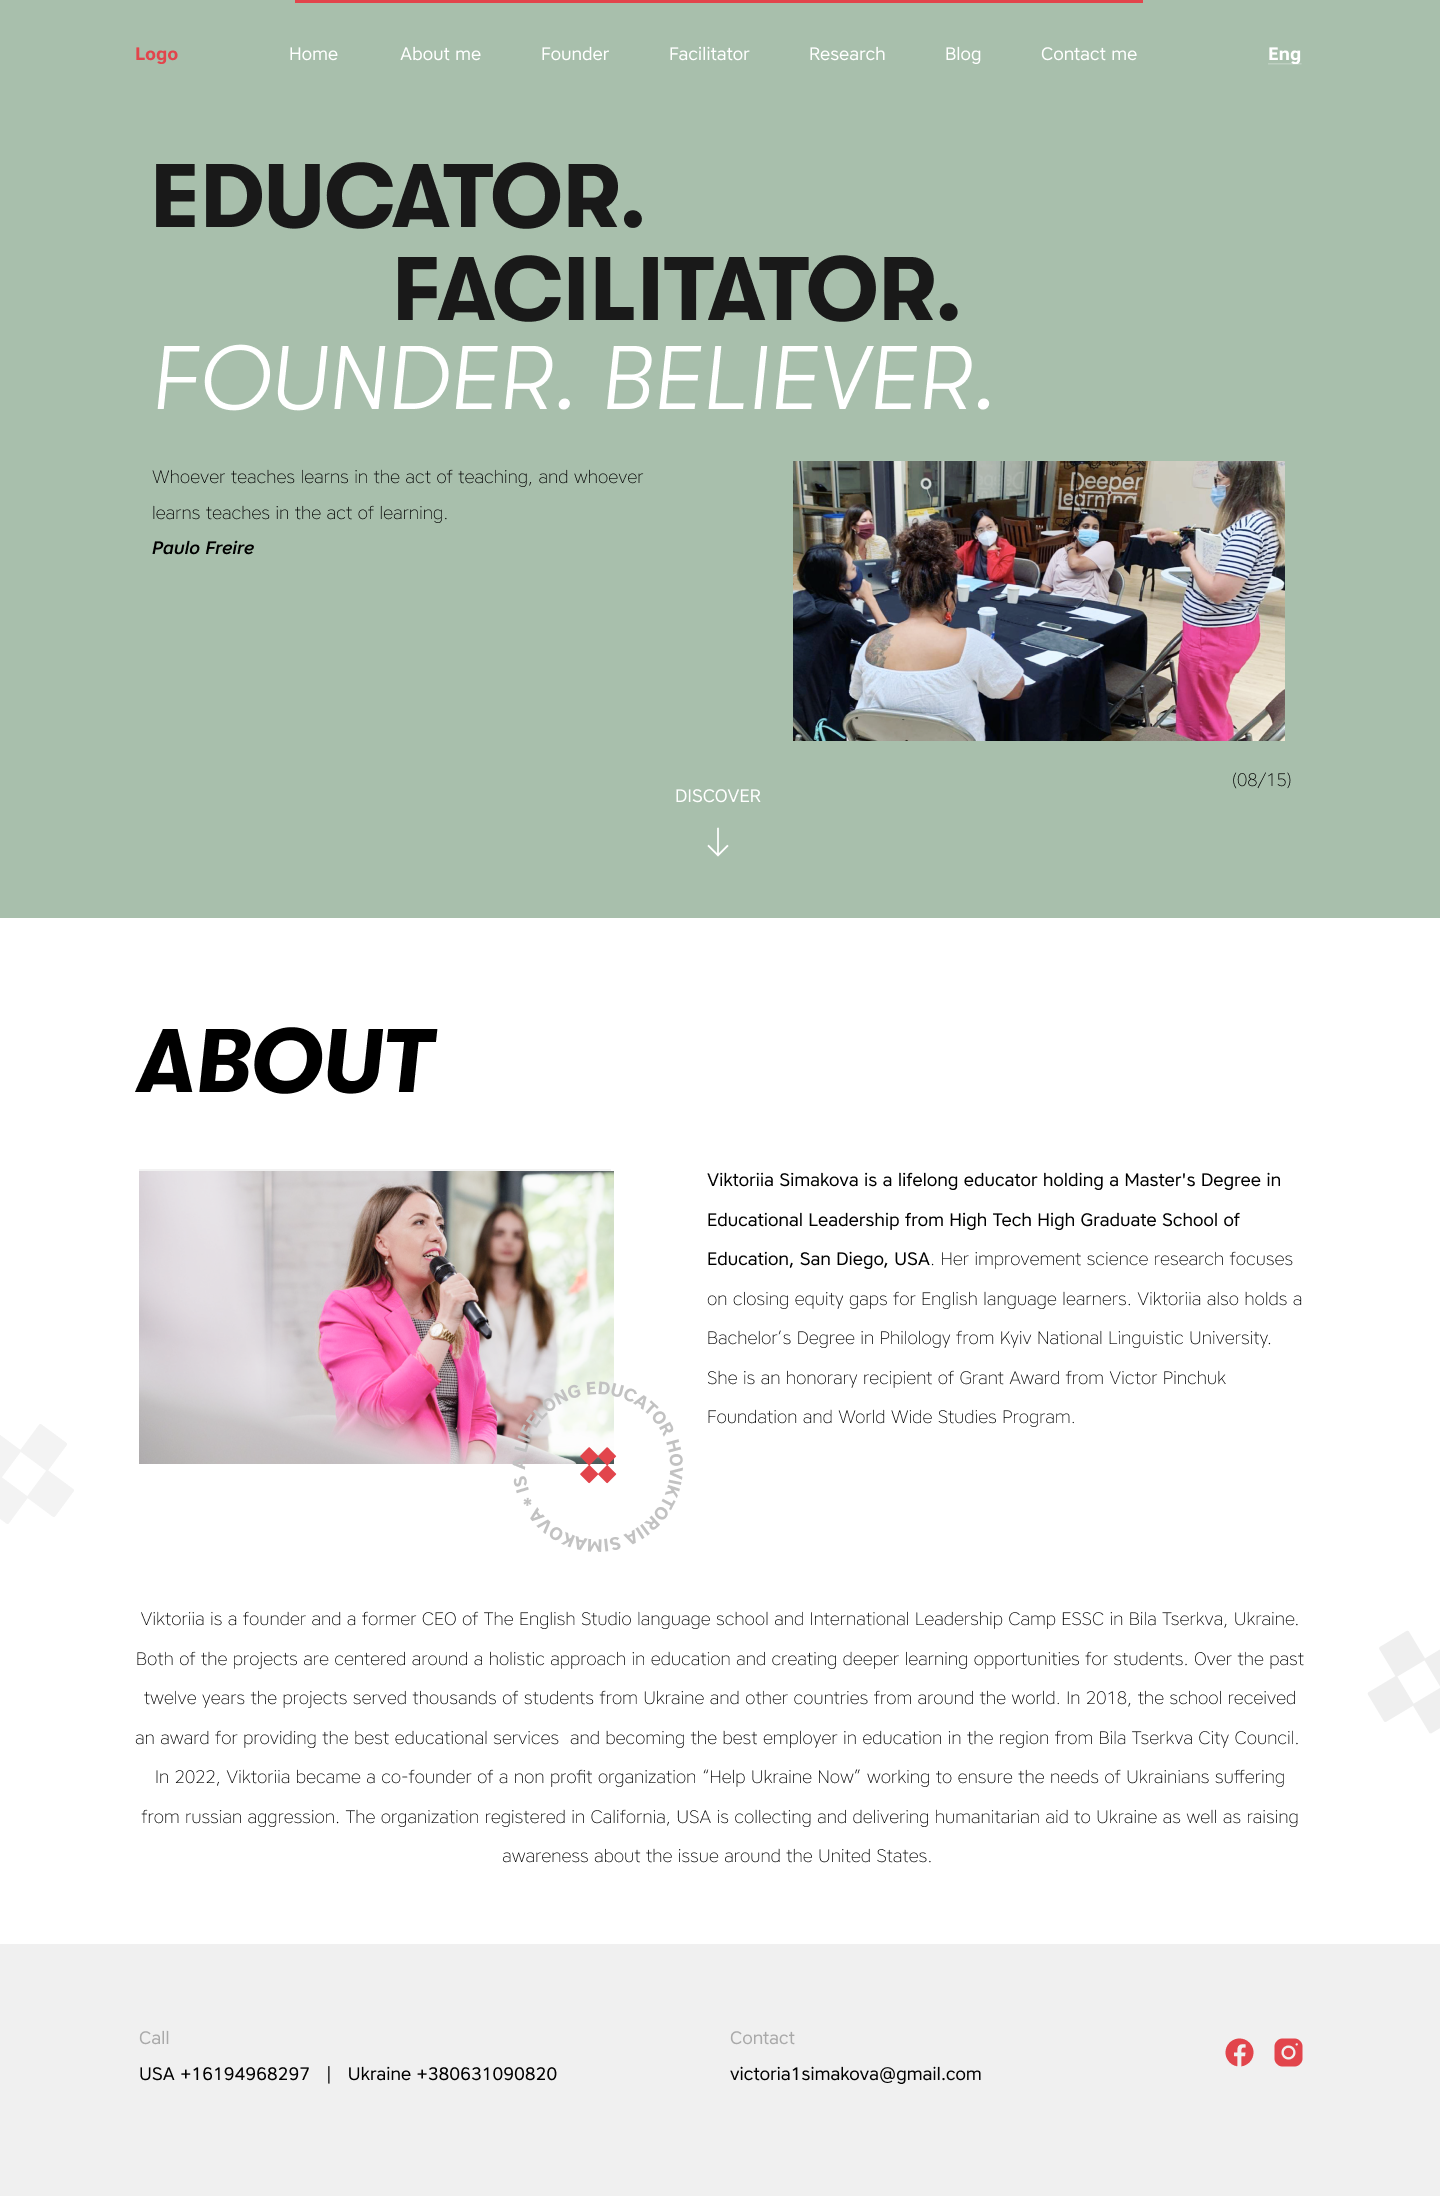 Logo
Home
About me
Founder
Facilitator
Research
Blog
Contact me
Eng
EDUCATOR.
FACILITATOR.
FOUNDER. BELIEVER.
Whoever teaches learns in the act of teaching, and whoever
learns teaches in the act of learning.
Paulo Freire
Deeper
learning
(08/15)
DISCOVER
ABOUT
Viktoriia Simakova is a lifelong educator holding a Master's Degree in
Educational Leadership from High Tech High Graduate School of
Education, San Diego, USA. Her improvement science research focuses
on closing equity gaps for English language learners. Viktoriia also holds a
Bachelor’s Degree in Philology from Kyiv National Linguistic University.
She is an honorary recipient of Grant Award from Victor Pinchuk
Foundation and World Wide Studies Program.
VIKTORIIA SIMAKOVA * IS A LIFELONG EDUCATOR HO
Viktoriia is a founder and a former CEO of The English Studio language school and International Leadership Camp ESSC in Bila Tserkva, Ukraine.
Both of the projects are centered around a holistic approach in education and creating deeper learning opportunities for students. Over the past
twelve years the projects served thousands of students from Ukraine and other countries from around the world. In 2018, the school received
an award for providing the best educational services  and becoming the best employer in education in the region from Bila Tserkva City Council.
In 2022, Viktoriia became a co-founder of a non profit organization “Help Ukraine Now” working to ensure the needs of Ukrainians suffering
from russian aggression. The organization registered in California, USA is collecting and delivering humanitarian aid to Ukraine as well as raising
awareness about the issue around the United States.
Call
USA +16194968297 | Ukraine +380631090820
Contact
victoria1simakova@gmail.com